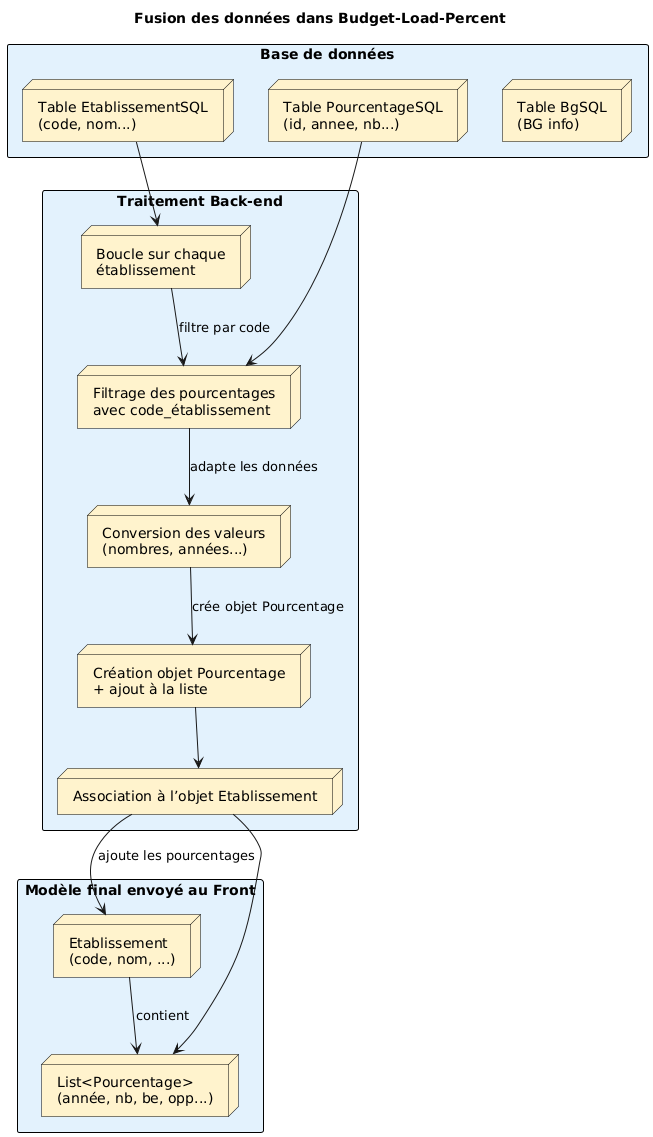 Fusion des données dans Budget-Load-Percent
Base de données
Table EtablissementSQL
(code, nom...)
Table PourcentageSQL
(id, annee, nb...)
Table BgSQL
(BG info)
Traitement Back-end
Boucle sur chaque
établissement
filtre par code
Filtrage des pourcentages
avec code_établissement
adapte les données
Conversion des valeurs
(nombres, années...)
crée objet Pourcentage
Création objet Pourcentage
+ ajout à la liste
Association à l’objet Etablissement
ajoute les pourcentages
Modèle final envoyé au Front
Etablissement
(code, nom, ...)
contient
List<Pourcentage>
(année, nb, be, opp...)